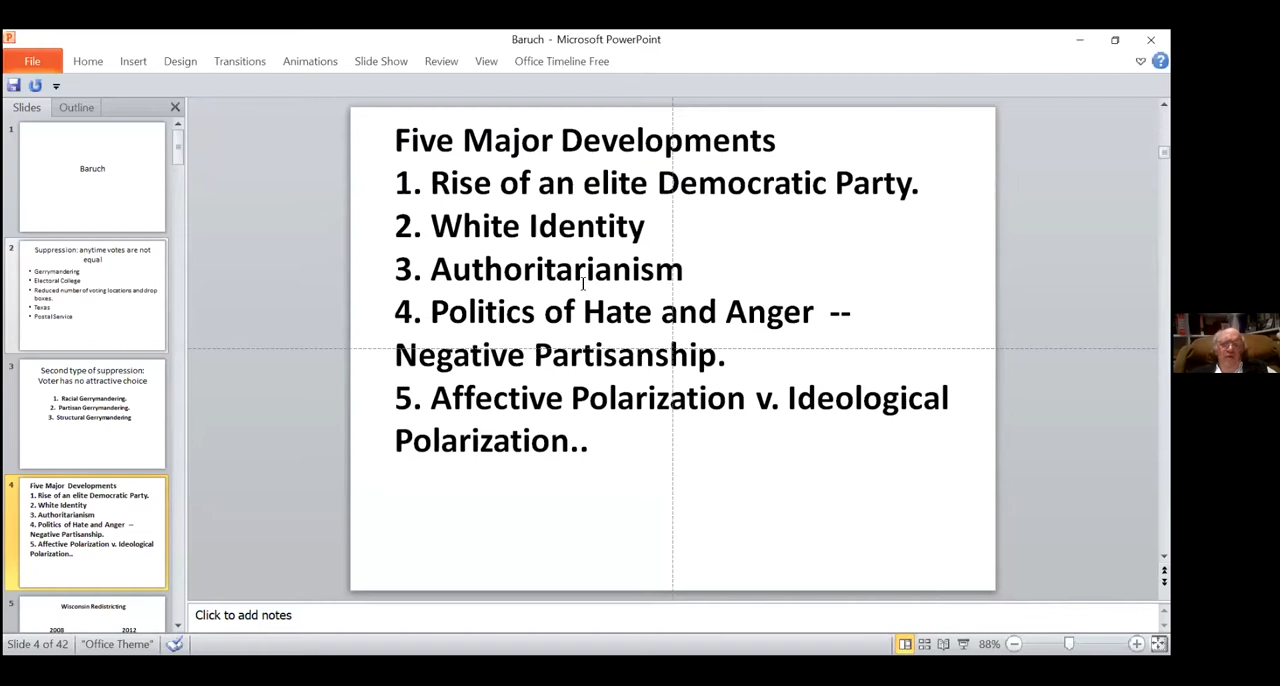 Baruch - Microsoft PowerPoint
File Home Insert Design Transitions Animations Slide Show Review View Office Timeline Free
Slides Outline
1
Baruch
2
Suppression: anytime votes are not
equal
• Gerrymandering
• Electoral College
• Reduced number of voting locations and drop
boxes.
• Texas
• Postal Service
3
Second type of suppression:
Voter has no attractive choice
1. Racial Gerrymandering.
2. Partisan Gerrymandering.
3. Structural Gerrymandering
4
Five Major Developments
1. Rise of an elite Democratic Party.
2. White Identity
3. Authoritarianism
4. Politics of Hate and Anger --
Negative Partisanship.
5. Affective Polarization v. Ideological
Polarization..
5
Wisconsin Redistricting
2008 2012
Five Major Developments
1. Rise of an elite Democratic Party.
2. White Identity
3. Authoritarianism
4. Politics of Hate and Anger --
Negative Partisanship.
5. Affective Polarization v. Ideological
Polarization..
Click to add notes
Slide 4 of 42 "Office Theme" 88%